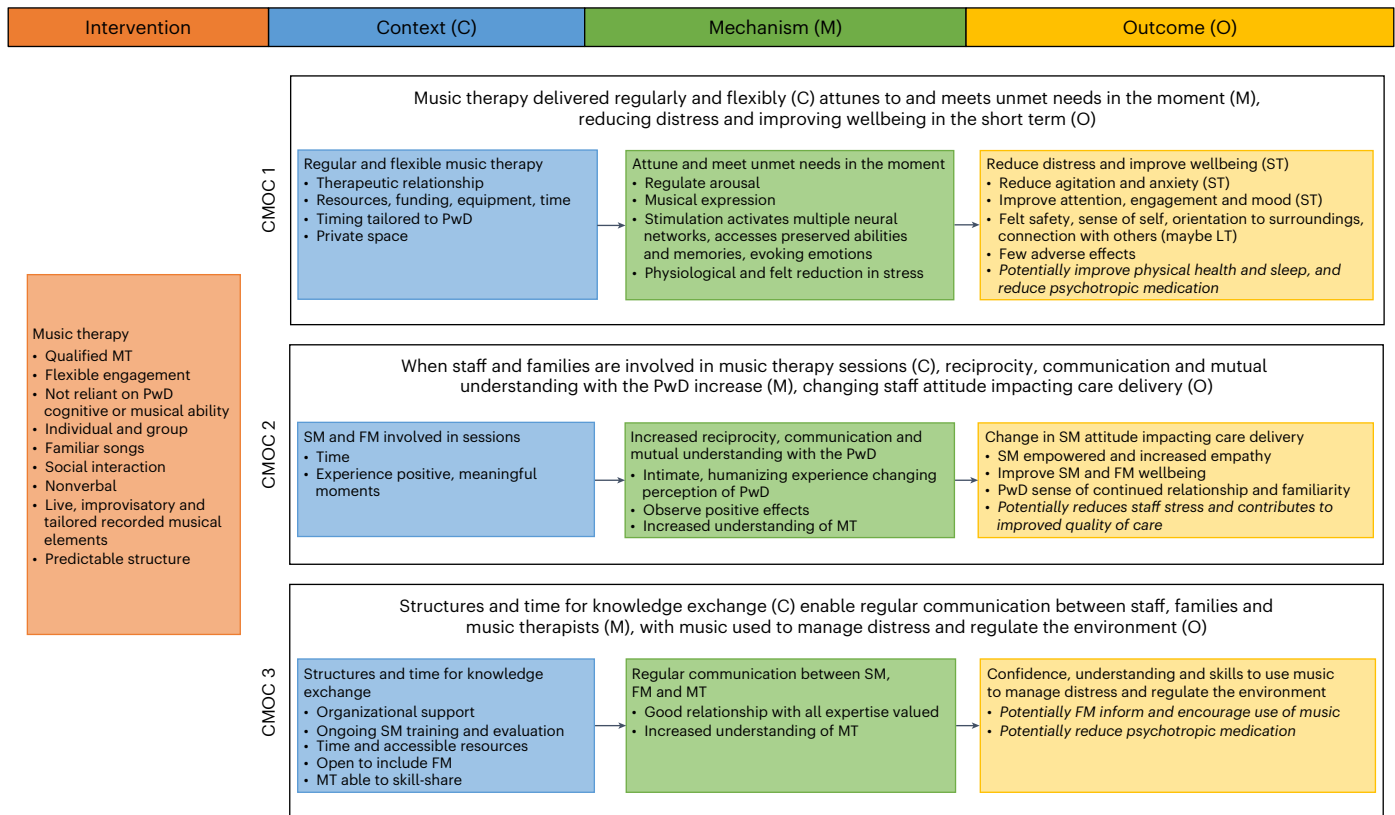 Intervention
Context (C)
Mechanism (M)
Outcome (O)
Music therapy
• Qualified MT
• Flexible engagement
• Not reliant on PwD
cognitive or musical ability
• Individual and group
• Familiar songs
• Social interaction
• Nonverbal
• Live, improvisatory and
tailored recorded musical
elements
• Predictable structure
CMOC 1
Music therapy delivered regularly and flexibly (C) attunes to and meets unmet needs in the moment (M),
reducing distress and improving wellbeing in the short term (O)
Regular and flexible music therapy
• Therapeutic relationship
• Resources, funding, equipment, time
• Timing tailored to PwD
• Private space
Attune and meet unmet needs in the moment
• Regulate arousal
• Musical expression
• Stimulation activates multiple neural
networks, accesses preserved abilities
and memories, evoking emotions
• Physiological and felt reduction in stress
Reduce distress and improve wellbeing (ST)
• Reduce agitation and anxiety (ST)
• Improve attention, engagement and mood (ST)
• Felt safety, sense of self, orientation to surroundings,
connection with others (maybe LT)
• Few adverse effects
• Potentially improve physical health and sleep, and
reduce psychotropic medication
CMOC 2
When staff and families are involved in music therapy sessions (C), reciprocity, communication and mutual
understanding with the PwD increase (M), changing staff attitude impacting care delivery (O)
SM and FM involved in sessions
• Time
• Experience positive, meaningful
moments
Increased reciprocity, communication and
mutual understanding with the PwD
• Intimate, humanizing experience changing
perception of PwD
• Observe positive effects
• Increased understanding of MT
Change in SM attitude impacting care delivery
• SM empowered and increased empathy
• Improve SM and FM wellbeing
• PwD sense of continued relationship and familiarity
• Potentially reduces staff stress and contributes to
improved quality of care
CMOC 3
Structures and time for knowledge exchange (C) enable regular communication between staff, families and
music therapists (M), with music used to manage distress and regulate the environment (O)
Structures and time for knowledge
exchange
• Organizational support
• Ongoing SM training and evaluation
• Time and accessible resources
• Open to include FM
• MT able to skill-share
Regular communication between SM,
FM and MT
• Good relationship with all expertise valued
• Increased understanding of MT
Confidence, understanding and skills to use music
to manage distress and regulate the environment
• Potentially FM inform and encourage use of music
• Potentially reduce psychotropic medication